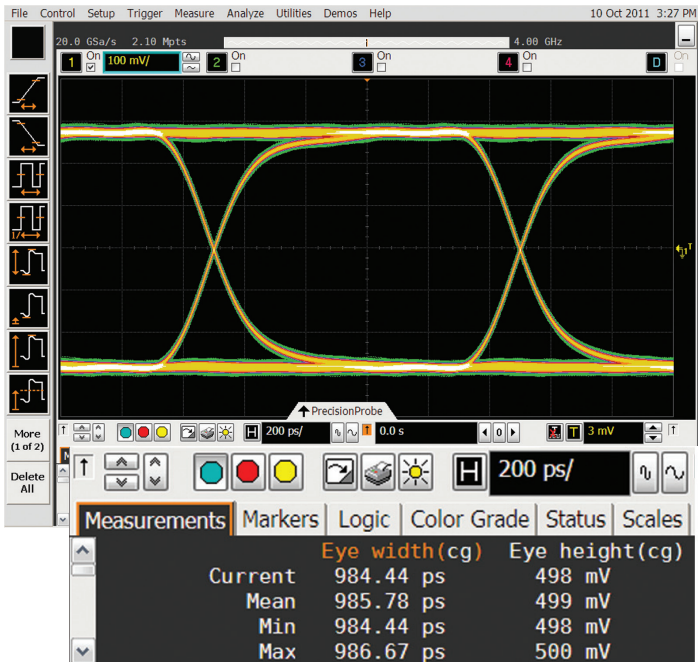 File Control Setup Trigger Measure Analyze Utilities Demos Help 10 Oct 2011 3:27 PM
20.0 GSa/s 2.10 Mpts 4.00 GHz
1 On 100 mV/ 2 On 3 On 4 On D On
1/
T
PrecisionProbe
More
(1 of 2)
H 200 ps/ 0.0 s 0 T 3 mV
Delete
All
H 200 ps/
Measurements Markers Logic Color Grade Status Scales
Eye width(cg) Eye height(cg)
Current 984.44 ps 498 mV
Mean 985.78 ps 499 mV
Min 984.44 ps 498 mV
Max 986.67 ps 500 mV